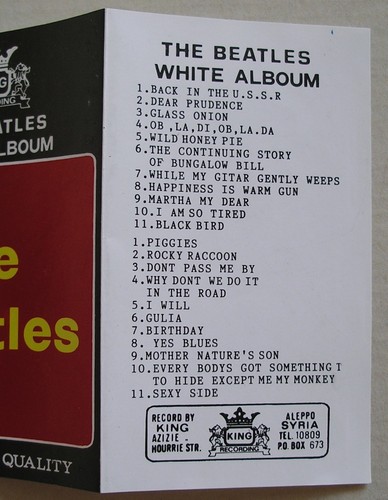 NG
DING
ATLES
LBOUM
e
tles
QUALITY
THE BEATLES
WHITE ALBOUM
1.BACK IN THE U.S.S.R
2.DEAR PRUDENCE
3.GLASS ONION
4.OB,LA,DI,OB,LA.DA
5.WILD HONEY PIE
6.THE CONTINUING STORY
OF BUNGALOW BILL
7.WHILE MY GITAR GENTLY WEEPS
8.HAPPINESS IS WARM GUN
9.MARTHA MY DEAR
10.I AM SO TIRED
11.BLACK BIRD
1.PIGGIES
2.ROCKY RACCOON
3.DONT PASS ME BY
4.WHY DONT WE DO IT
IN THE ROAD
5.I WILL
6.GULIA
7.BIRTHDAY
8. YES BLUES
9.MOTHER NATURE'S SON
10.EVERY BODYS GOT SOMETHING T
TO HIDE EXCEPT ME MY MONKEY
11.SEXY SIDE
RECORD BY
KING
AZIZIE -
HOURRIE STR.
KING
RECORDING
ALEPPO
SYRIA
TEL. 10809
P.O. BOX 673